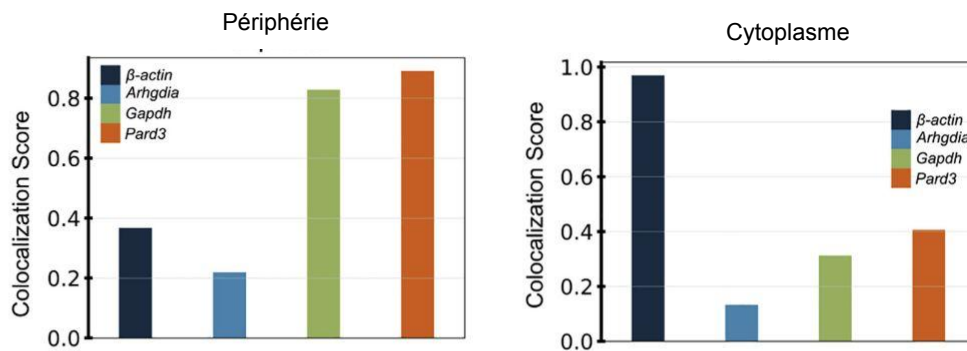 Périphérie
Colocalization Score
0.8
0.6
0.4
0.2
0.0
β-actin
Arhgdia
Gapdh
Pard3
Cytoplasme
Colocalization Score
1.0
0.8
0.6
0.4
0.2
0.0
β-actin
Arhgdia
Gapdh
Pard3